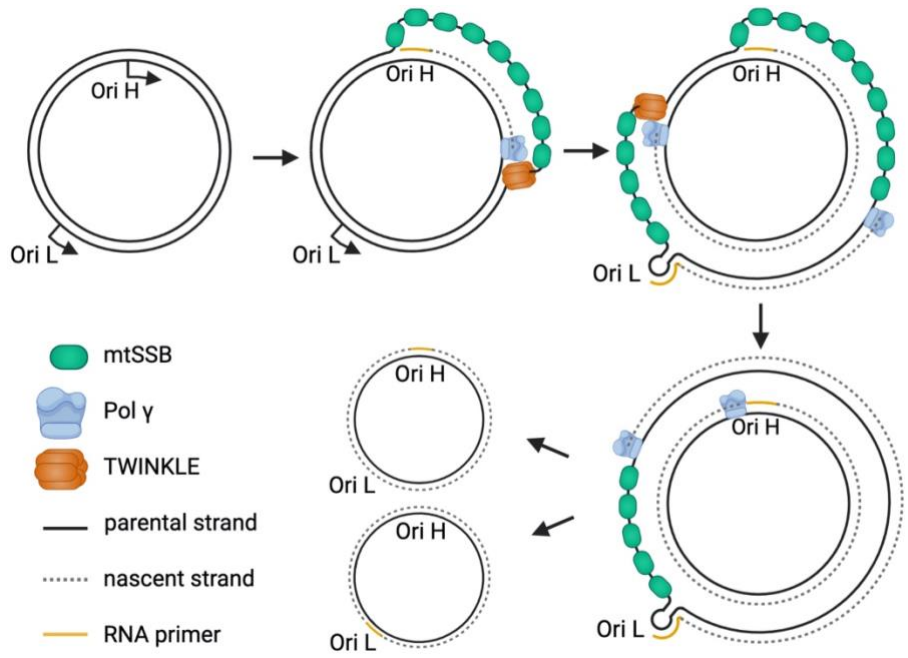 Ori H
Ori L
Ori H
Ori L
Ori H
Ori L
mtSSB
Pol γ
TWINKLE
parental strand
nascent strand
RNA primer
Ori H
Ori L
Ori H
Ori L
Ori H
Ori L